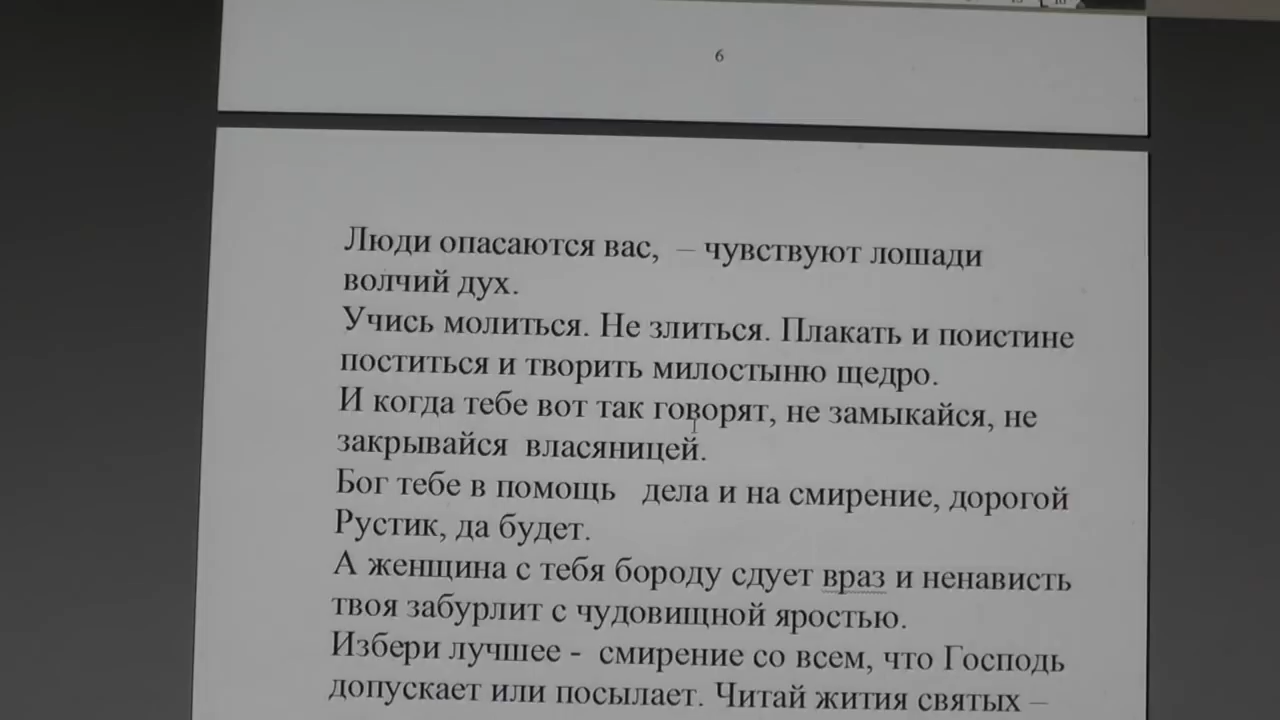 6
Люди опасаются вас, – чувствуют лошади
волчий дух.
Учись молиться. Не злиться. Плакать и поистине
поститься и творить милостыню щедро.
И когда тебе вот так говорят, не замыкайся, не
закрывайся власяницей.
Бог тебе в помощь дела и на смирение, дорогой
Рустик, да будет.
А женщина с тебя бороду сдует враз и ненависть
твоя забурлит с чудовищной яростью.
Избери лучшее - смирение со всем, что Господь
допускает или посылает. Читай жития святых –